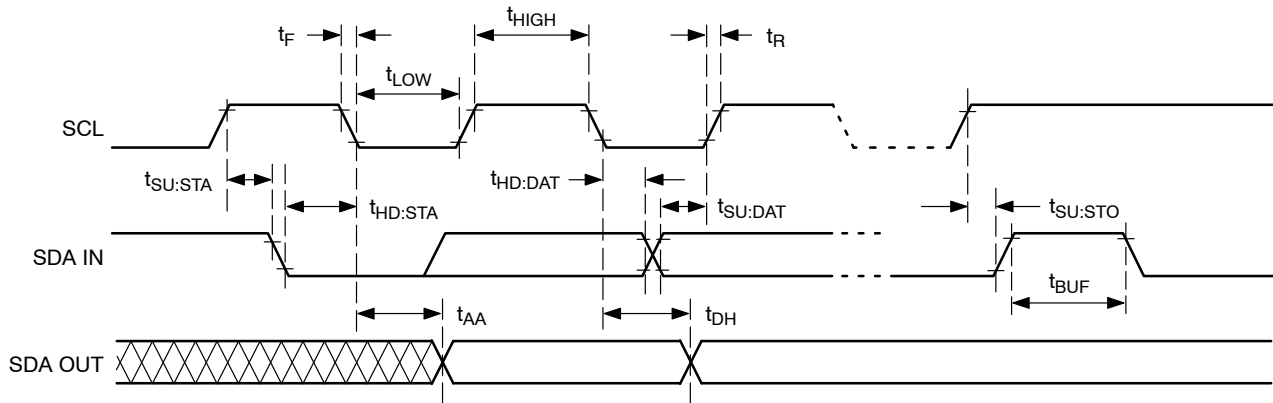 tF
tHIGH
tR
tLOW
SCL
tSU:STA
tHD:STA
tHD:DAT
tSU:DAT
tSU:STO
SDA IN
tBUF
tAA
tDH
SDA OUT